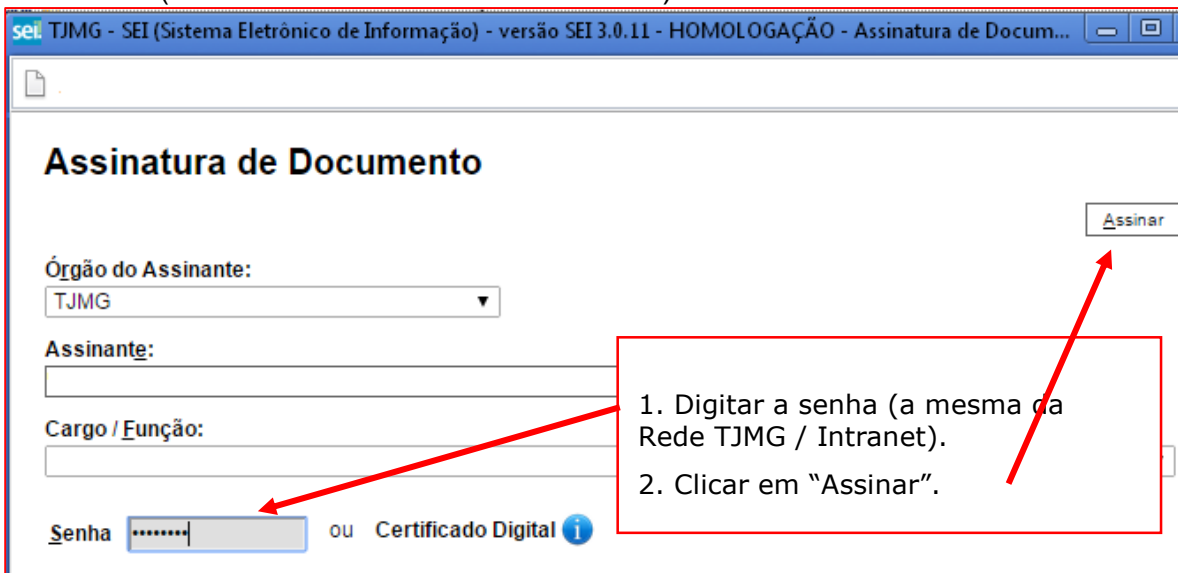 sei! TJMG - SEI (Sistema Eletrônico de Informação) - versão SEI 3.0.11 - HOMOLOGAÇÃO - Assinatura de Docum...
Assinatura de Documento
Assinar
Órgão do Assinante:
TJMG
Assinante:
Cargo / Função:
1. Digitar a senha (a mesma da
Rede TJMG / Intranet).
2. Clicar em “Assinar”.
Senha •••••••• ou Certificado Digital i